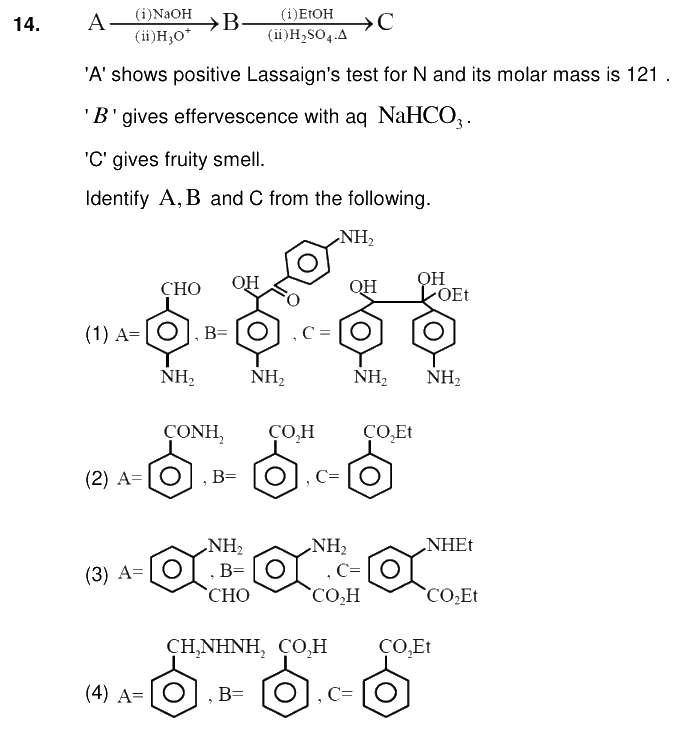 14. A (i)NaOH (ii)H₃O⁺ B (i)EtOH (ii)H₂SO₄.Δ C
'A' shows positive Lassaign's test for N and its molar mass is 121 .
'B' gives effervescence with aq NaHCO₃.
'C' gives fruity smell.
Identify A, B and C from the following.
(1) A= CHO NH₂ , B= OH O NH₂ NH₂ , C = OH OH OEt NH₂ NH₂
(2) A= CONH₂ , B= CO₂H , C= CO₂Et
(3) A= NH₂ CHO , B= NH₂ CO₂H , C= NHEt CO₂Et
(4) A= CH₂NHNH₂ , B= CO₂H , C= CO₂Et